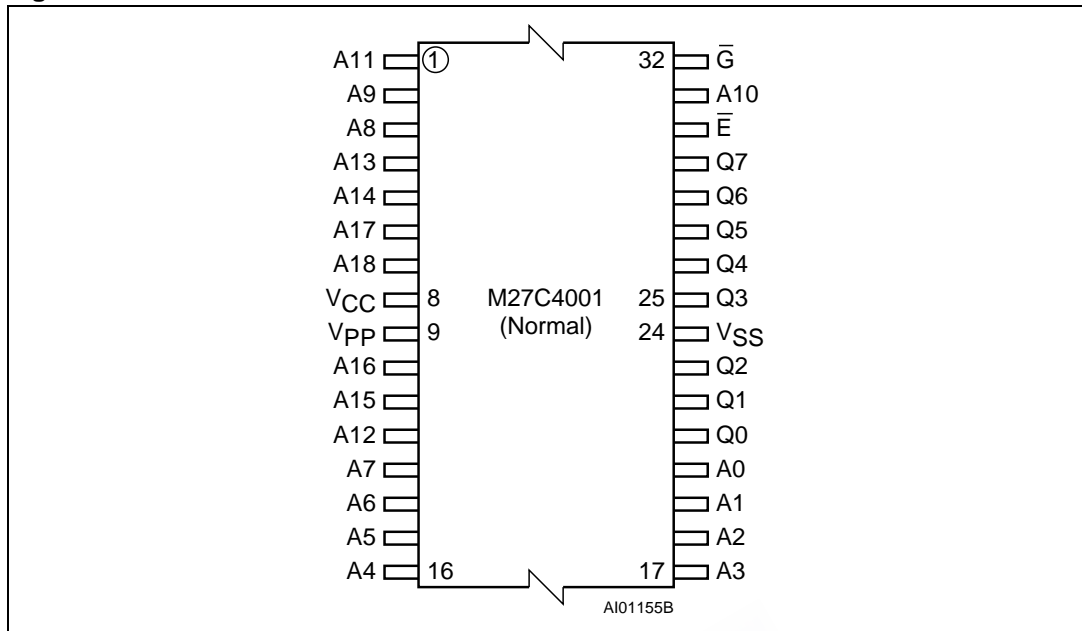 A11 1 32 G̅
A9 A10
A8 E̅
A13 Q7
A14 Q6
A17 Q5
A18 Q4
VCC 8 M27C4001 25 Q3
VPP 9 (Normal) 24 VSS
A16 Q2
A15 Q1
A12 Q0
A7 A0
A6 A1
A5 A2
A4 16 17 A3
AI01155B